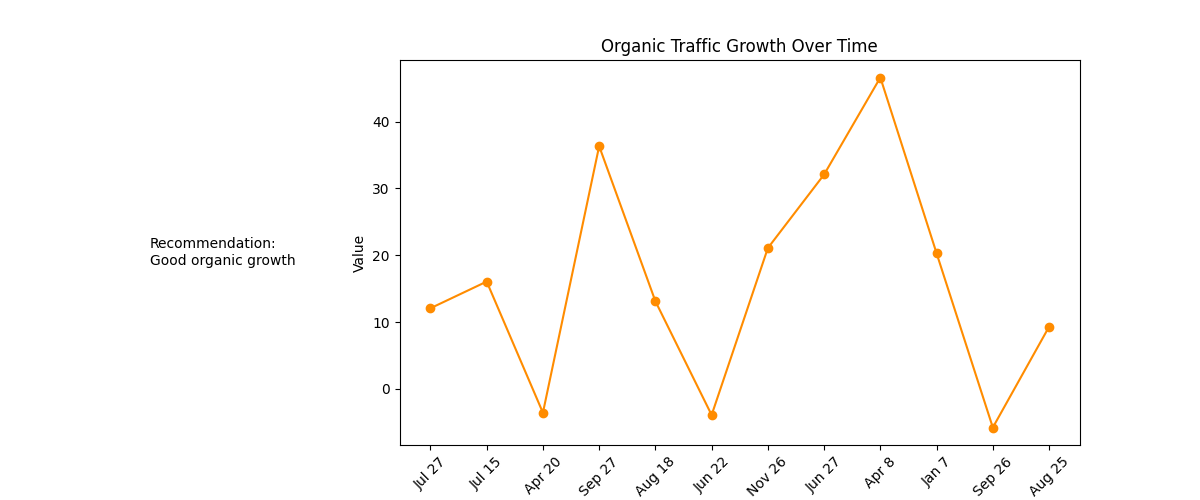 Organic Traffic Growth Over Time
Recommendation:
Good organic growth
Value
40
30
20
10
0
Jul 27
Jul 15
Apr 20
Sep 27
Aug 18
Jun 22
Nov 26
Jun 27
Apr 8
Jan 7
Sep 26
Aug 25